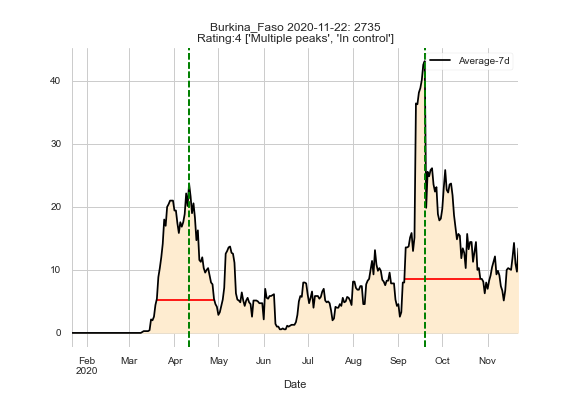 Burkina_Faso 2020-11-22: 2735
Rating:4 ['Multiple peaks', 'In control']
Average-7d
40
30
20
10
0
Feb Mar Apr May Jun Jul Aug Sep Oct Nov
2020
Date